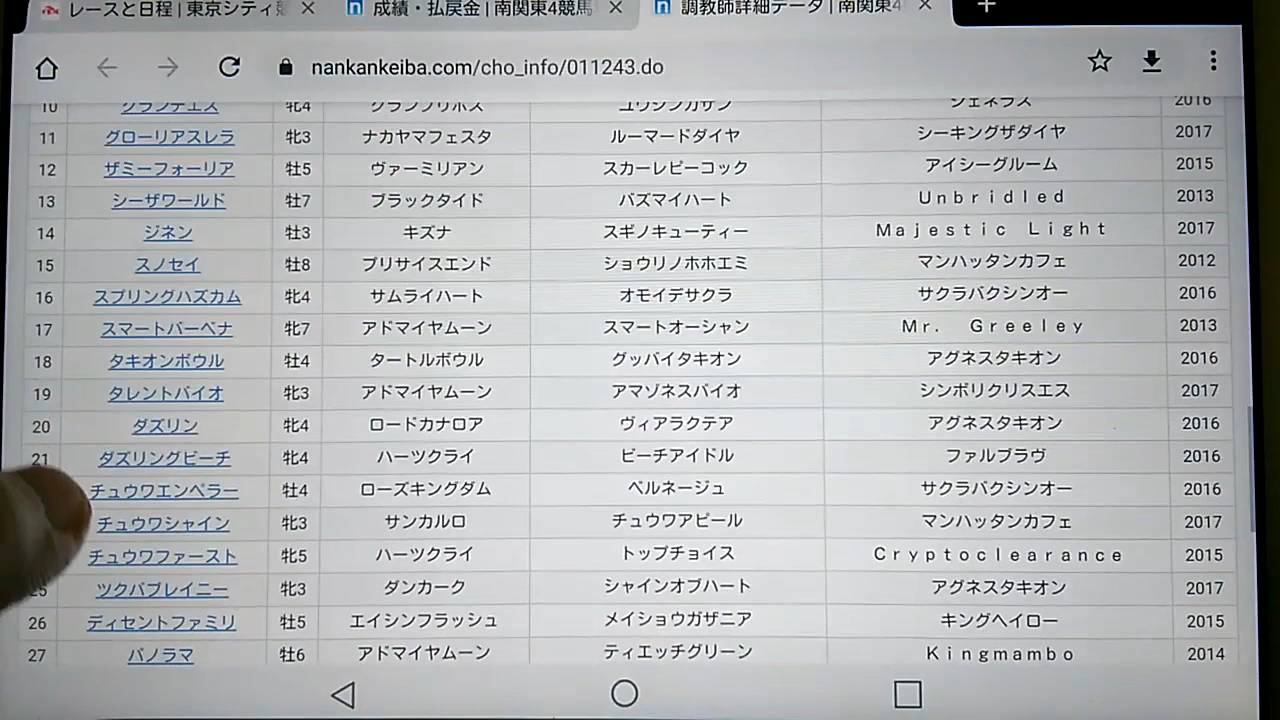 レースと日程 | 東京シティ競
成績・払戻金 | 南関東4競馬
調教師詳細データ | 南関東4
nankankeiba.com/cho_info/011243.do
10 グランデエス 牝4 2016
11 グローリアスレラ 牝3 ナカヤマフェスタ ルーマードダイヤ シーキングザダイヤ 2017
12 ザミーフォーリア 牡5 ヴァーミリアン スカーレピーコック アイシーグルーム 2015
13 シーザワールド 牡7 ブラックタイド バズマイハート Unbridled 2013
14 ジネン 牡3 キズナ スギノキューティー Majestic Light 2017
15 スノセイ 牡8 プリサイスエンド ショウリノホホエミ マンハッタンカフェ 2012
16 スプリングハズカム 牝4 サムライハート オモイデサクラ サクラバクシンオー 2016
17 スマートバーベナ 牝7 アドマイヤムーン スマートオーシャン Mr. Greeley 2013
18 タキオンボウル 牡4 タートルボウル グッバイタキオン アグネスタキオン 2016
19 タレントバイオ 牝3 アドマイヤムーン アマゾネスバイオ シンボリクリスエス 2017
20 ダズリン 牝4 ロードカナロア ヴィアラクテア アグネスタキオン 2016
21 ダズリングビーチ 牝4 ハーツクライ ビーチアイドル ファルブラヴ 2016
チュウワエンペラー 牡4 ローズキングダム ベルネージュ サクラバクシンオー 2016
チュウワシャイン 牝3 サンカルロ チュウワアピール マンハッタンカフェ 2017
チュウワファースト 牝5 ハーツクライ トップチョイス Cryptoclearance 2015
25 ツクバブレイニー 牝3 ダンカーク シャインオブハート アグネスタキオン 2017
26 ディセントファミリ 牡5 エイシンフラッシュ メイショウガザニア キングヘイロー 2015
27 パノラマ 牡6 アドマイヤムーン ティエッチグリーン Kingmambo 2014